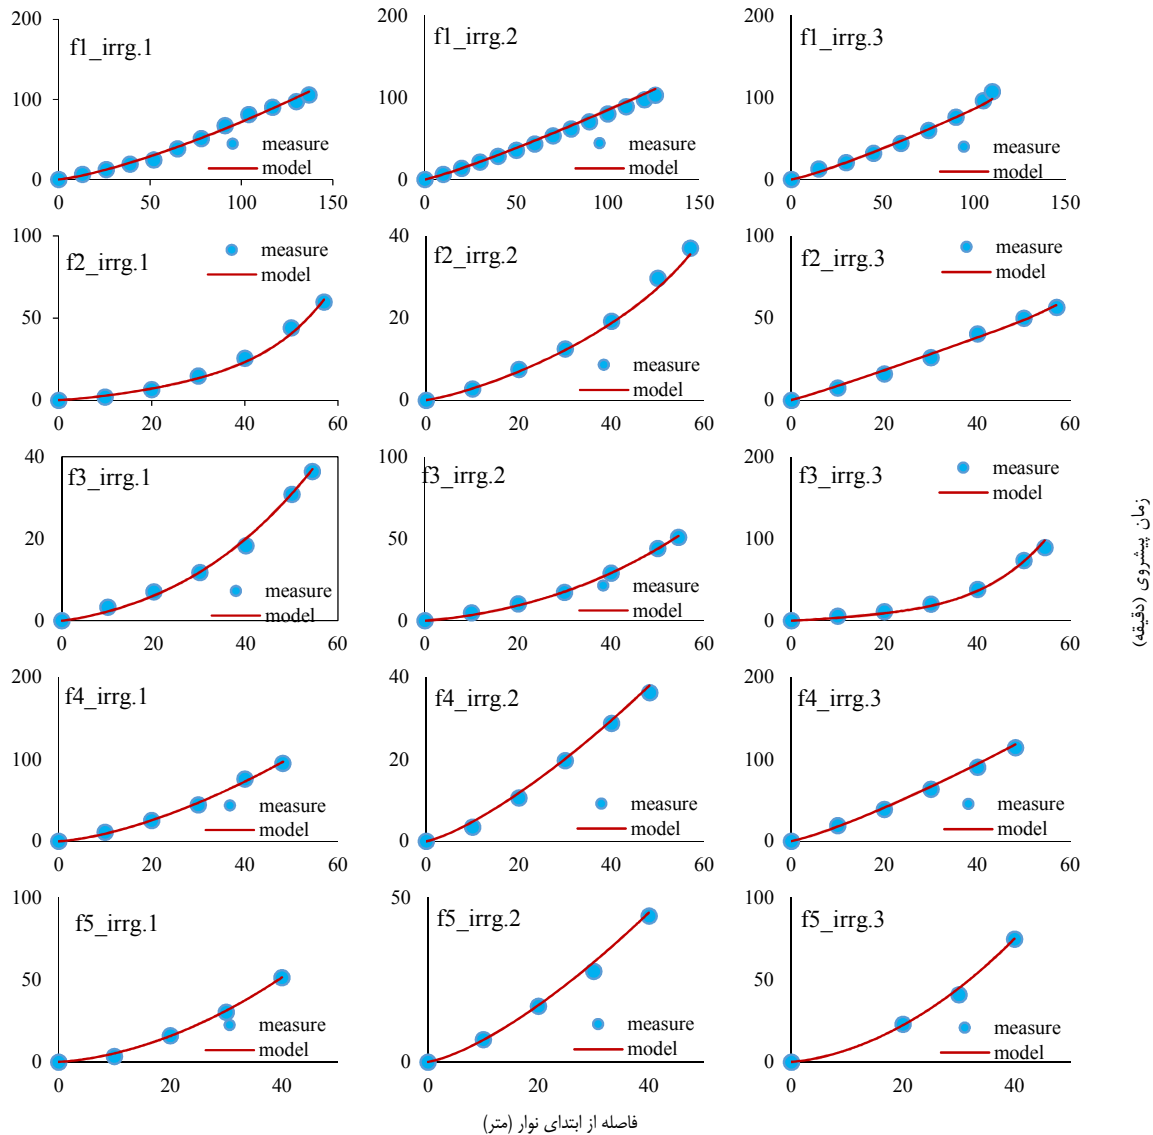 f1_irrg.1
200
100
0
0 50 100 150
measure
model
f1_irrg.2
200
100
0
0 50 100 150
measure
model
f1_irrg.3
200
100
0
0 50 100 150
measure
model
f2_irrg.1
100
50
0
0 20 40 60
measure
model
f2_irrg.2
40
20
0
0 20 40 60
measure
model
f2_irrg.3
100
50
0
0 20 40 60
measure
model
f3_irrg.1
40
20
0
0 20 40 60
measure
model
f3_irrg.2
100
50
0
0 20 40 60
measure
model
f3_irrg.3
200
100
0
0 20 40 60
measure
model
f4_irrg.1
200
100
0
0 20 40 60
measure
model
f4_irrg.2
40
20
0
0 20 40 60
measure
model
f4_irrg.3
200
100
0
0 20 40 60
measure
model
f5_irrg.1
100
50
0
0 20 40
measure
model
f5_irrg.2
50
0
0 20 40
measure
model
f5_irrg.3
100
50
0
0 20 40
measure
model
زمان پیشروی (دقیقه)
فاصله از ابتدای نوار (متر)